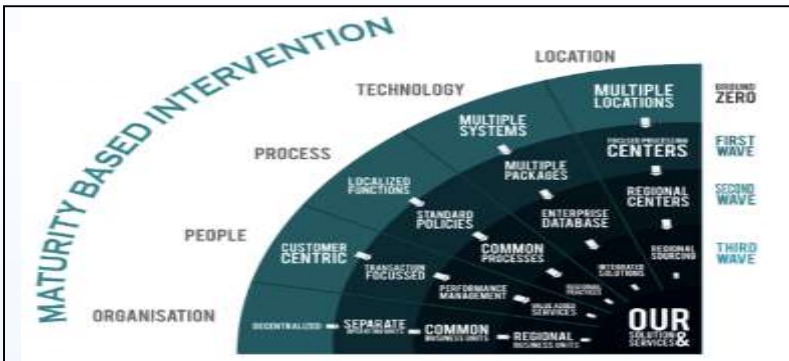 MATURITY BASED INTERVENTION
LOCATION
TECHNOLOGY
PROCESS
PEOPLE
ORGANISATION
GROUND
ZERO
FIRST
WAVE
SECOND
WAVE
THIRD
WAVE
MULTIPLE
LOCATIONS
FOCUSED PROCESSING
CENTERS
REGIONAL
CENTERS
REGIONAL SOURCING
MULTIPLE
SYSTEMS
MULTIPLE
PACKAGES
ENTERPRISE
DATABASE
INTEGRATED
SOLUTIONS
LOCALIZED
FUNCTIONS
STANDARD
POLICIES
COMMON
PROCESSES
REGIONAL
PRACTICES
CUSTOMER
CENTRIC
TRANSACTION
FOCUSSED
PERFORMANCE
MANAGEMENT
VALUE ADDED
SERVICES
DECENTRALIZED
SEPARATE
COMMON
BUSINESS UNITS
REGIONAL
BUSINESS UNITS
OUR
SOLUTION &
SERVICES